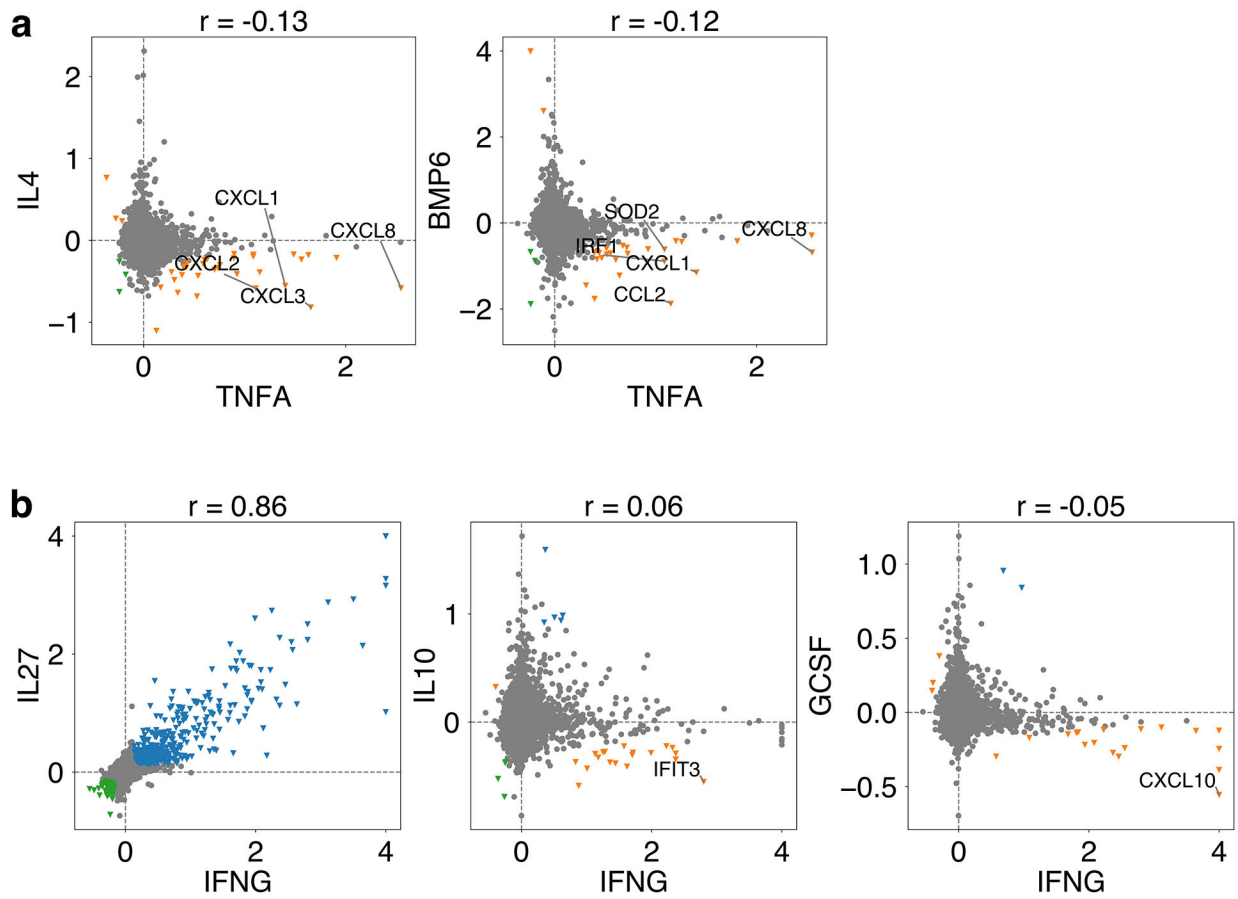 a
r = -0.13
2
1
0
−1
IL4
CXCL1
CXCL8
CXCL2
CXCL3
0
2
TNFA
r = -0.12
4
2
0
−2
BMP6
SOD2
CXCL8
IRF1
CXCL1
CCL2
0
2
TNFA
b
r = 0.86
4
2
0
IL27
0
2
4
IFNG
r = 0.06
1
0
IL10
IFIT3
0
2
4
IFNG
r = -0.05
1.0
0.5
0.0
−0.5
GCSF
CXCL10
0
2
4
IFNG